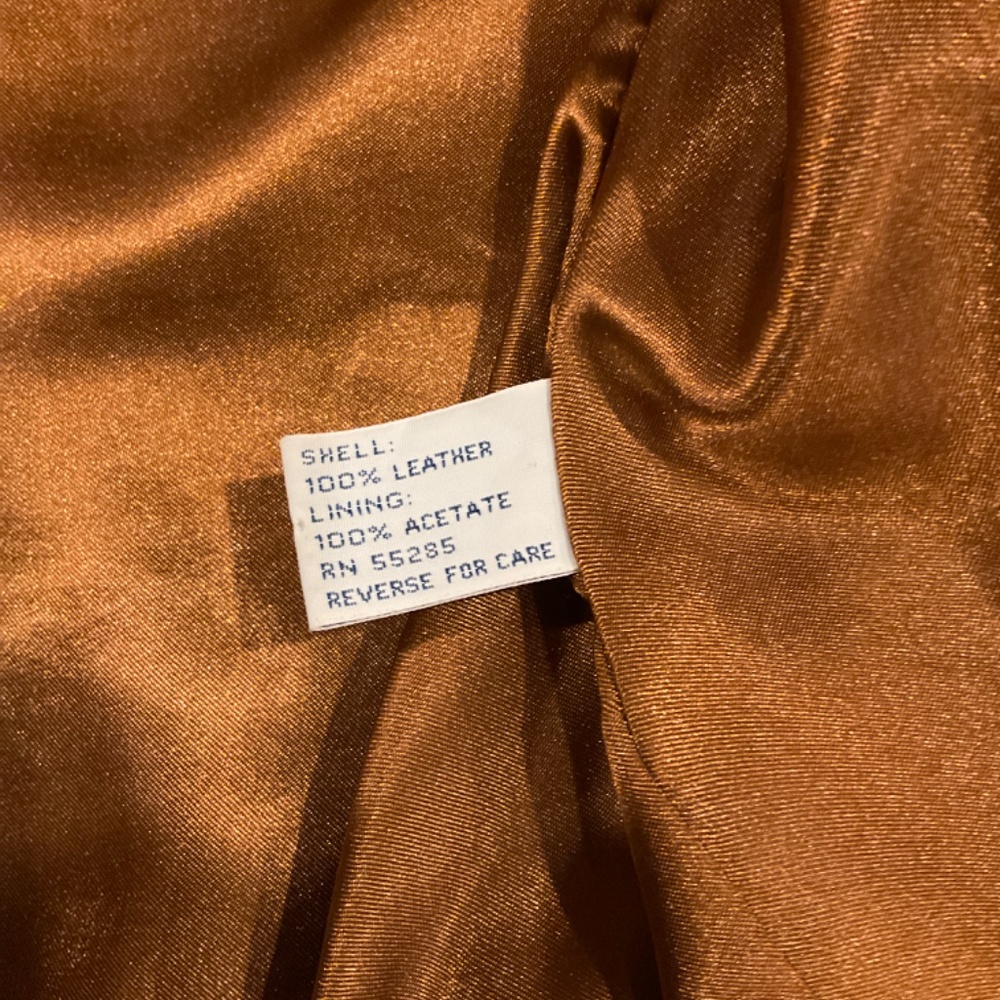 SHELL:
100% LEATHER
LINING:
100% ACETATE
RN 55285
REVERSE FOR CARE